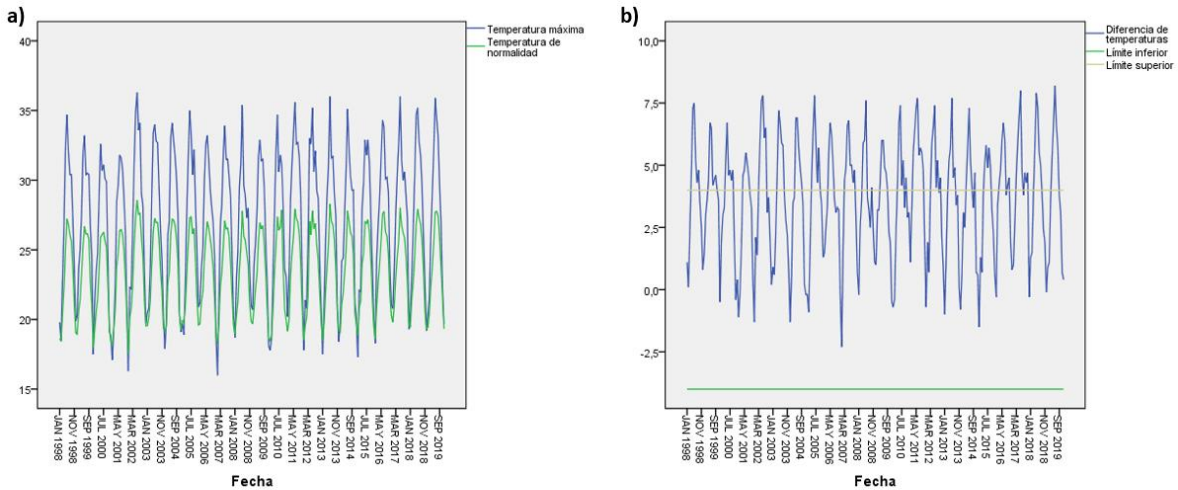 a)
Temperatura máxima
Temperatura de
normalidad
40
35
30
25
20
15
JAN 1998
NOV 1998
SEP 1999
JUL 2000
MAY 2001
MAR 2002
JAN 2003
NOV 2003
SEP 2004
JUL 2005
MAY 2006
MAR 2007
JAN 2008
NOV 2008
SEP 2009
JUL 2010
MAY 2011
MAR 2012
JAN 2013
NOV 2013
SEP 2014
JUL 2015
MAY 2016
MAR 2017
JAN 2018
NOV 2018
SEP 2019
Fecha
b)
Diferencia de
temperaturas
Límite inferior
Límite superior
10,0
7,5
5,0
2,5
0,0
-2,5
JAN 1998
NOV 1998
SEP 1999
JUL 2000
MAY 2001
MAR 2002
JAN 2003
NOV 2003
SEP 2004
JUL 2005
MAY 2006
MAR 2007
JAN 2008
NOV 2008
SEP 2009
JUL 2010
MAY 2011
MAR 2012
JAN 2013
NOV 2013
SEP 2014
JUL 2015
MAY 2016
MAR 2017
JAN 2018
NOV 2018
SEP 2019
Fecha